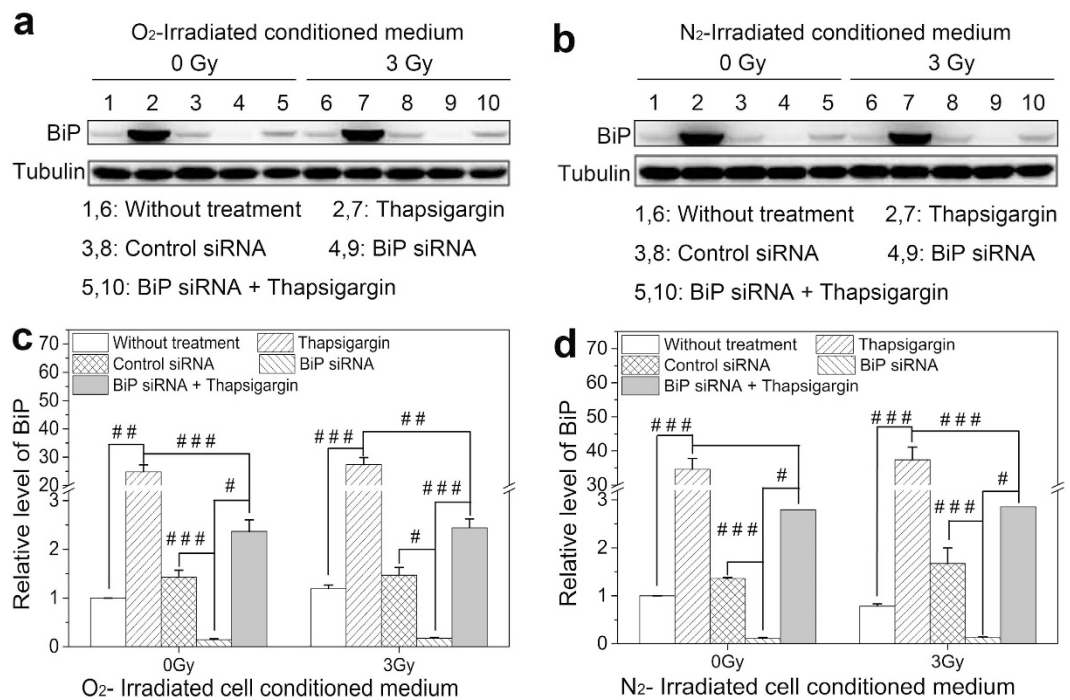 a
O2-Irradiated conditioned medium
0 Gy 3 Gy
1 2 3 4 5 6 7 8 9 10
BiP
Tubulin
1,6: Without treatment 2,7: Thapsigargin
3,8: Control siRNA 4,9: BiP siRNA
5,10: BiP siRNA + Thapsigargin
b
N2-Irradiated conditioned medium
0 Gy 3 Gy
1 2 3 4 5 6 7 8 9 10
BiP
Tubulin
1,6: Without treatment 2,7: Thapsigargin
3,8: Control siRNA 4,9: BiP siRNA
5,10: BiP siRNA + Thapsigargin
c
Relative level of BiP
70
60
50
40
30
20
3
2
1
0
Without treatment Thapsigargin
Control siRNA BiP siRNA
BiP siRNA + Thapsigargin
## ### # ###
### ## ### #
0Gy 3Gy
O2- Irradiated cell conditioned medium
d
Relative level of BiP
70
65
60
55
50
45
40
35
30
3
2
1
0
Without treatment Thapsigargin
Control siRNA BiP siRNA
BiP siRNA + Thapsigargin
### # ###
### ### # ###
0Gy 3Gy
N2- Irradiated cell conditioned medium